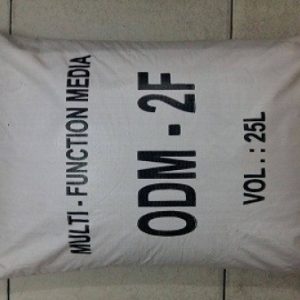 MULTI - FUNCTION MEDIA
ODM - 2F
VOL . : 25L